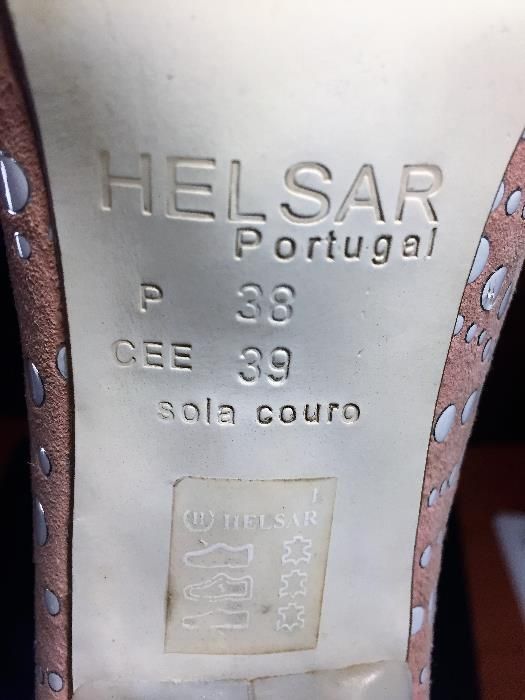 HELSAR
Portugal
P 38
CEE 39
sola couro
L
(H) HELSAR